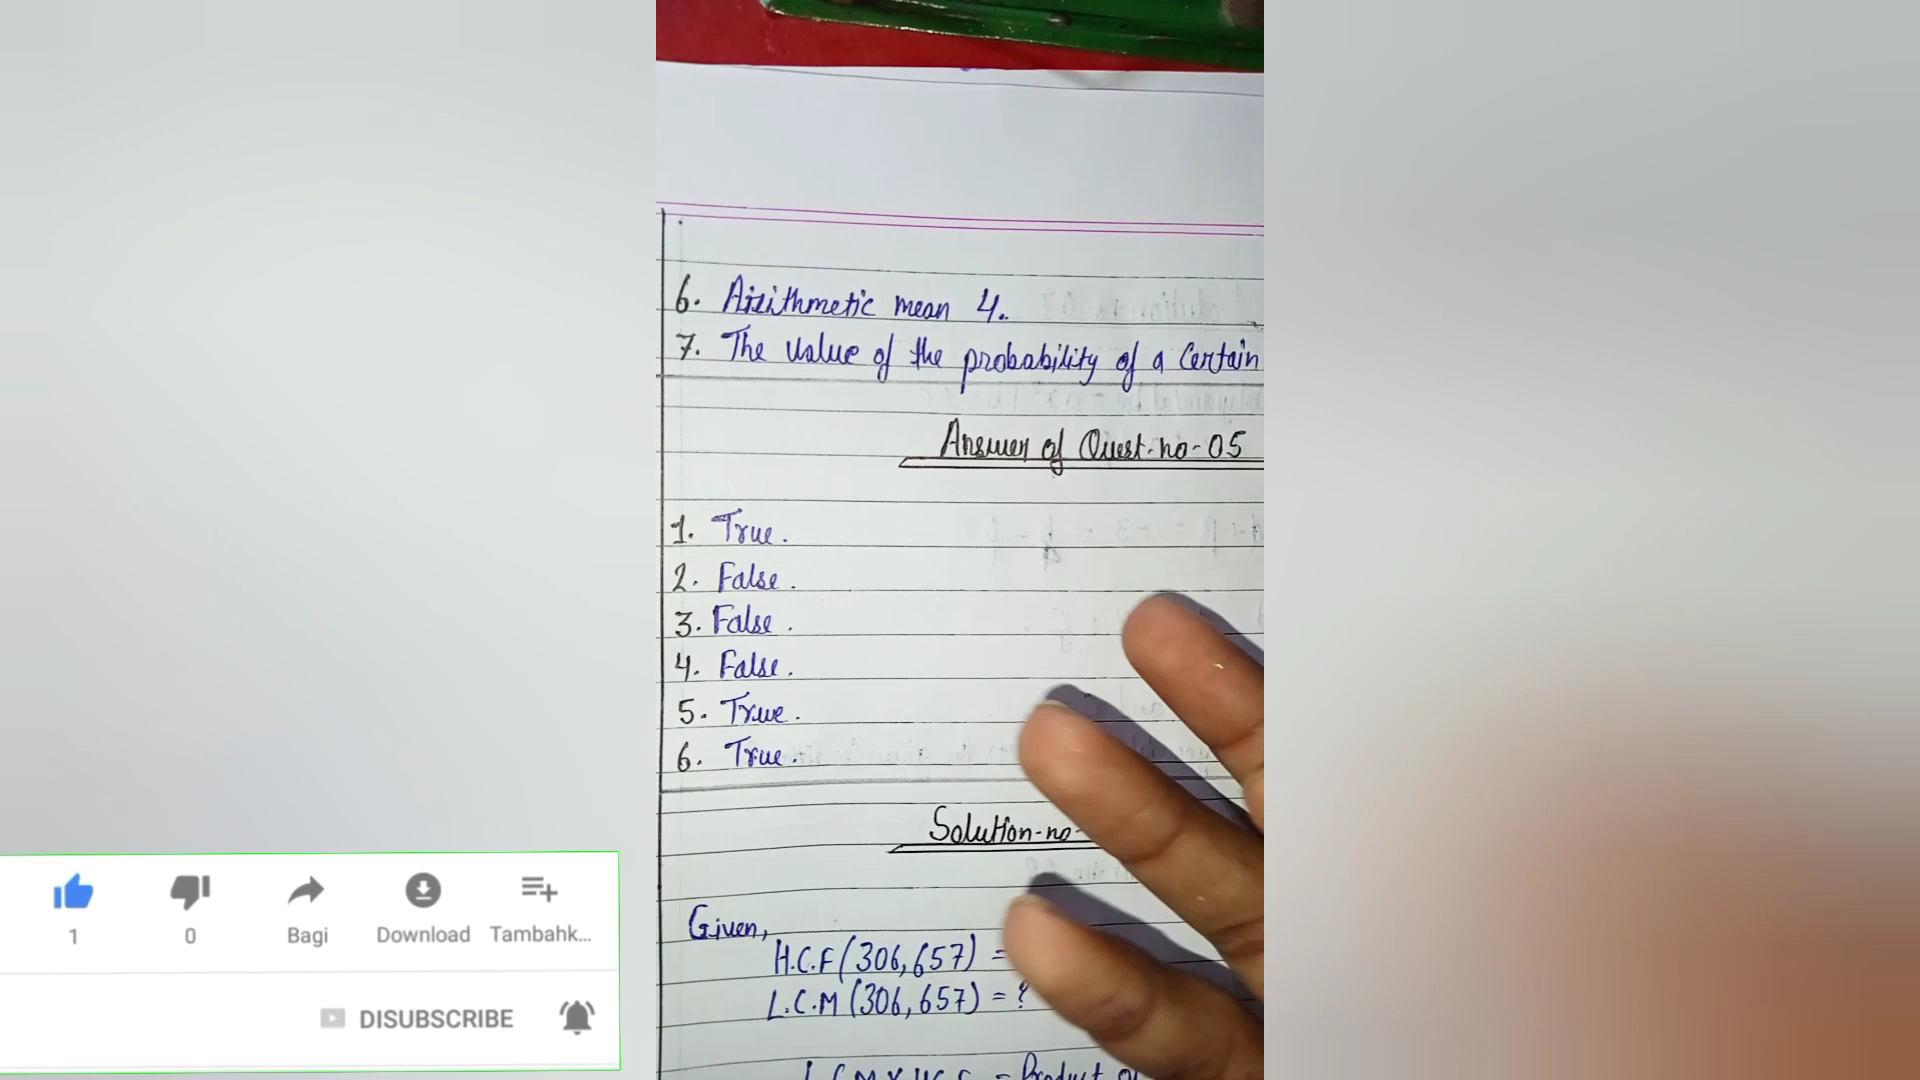 6. Arithmetic mean 4.
7. The value of the probability of a Certain
Answer of Quest-no-05
1. True.
2. False.
3. False.
4. False.
5. True.
6. True.
Solution-no-
Given,
H.C.F(306,657) =
L.C.M(306,657) = ?
L.C.M x H.C.F = Product of
1
0
Bagi
Download
Tambahk...
DISUBSCRIBE